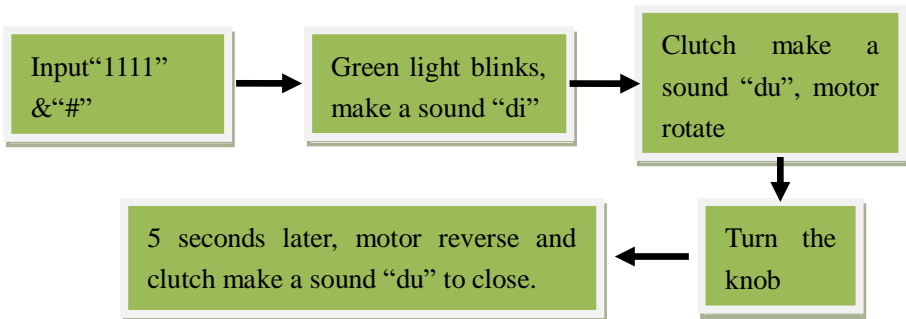 Input“1111”
&“#”
Green light blinks,
make a sound “di”
Clutch make a
sound “du”, motor
rotate
Turn the
knob
5 seconds later, motor reverse and
clutch make a sound “du” to close.